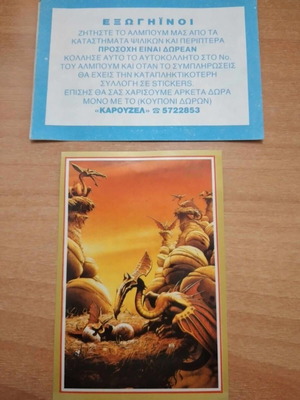 ΕΞΩΓΗΪΝΟΙ
ΖΗΤΗΣΤΕ ΤΟ ΑΛΜΠΟΥΜ ΜΑΣ ΑΠΟ ΤΑ
ΚΑΤΑΣΤΗΜΑΤΑ ΨΙΛΙΚΩΝ ΚΑΙ ΠΕΡΙΠΤΕΡΑ
ΠΡΟΣΟΧΗ ΕΙΝΑΙ ΔΩΡΕΑΝ
ΚΟΛΛΗΣΕ ΑΥΤΟ ΤΟ ΑΥΤΟΚΟΛΛΗΤΟ ΣΤΟ Νο.
ΤΟΥ ΑΛΜΠΟΥΜ ΚΑΙ ΟΤΑΝ ΤΟ ΣΥΜΠΛΗΡΩΣΕΙΣ
ΘΑ ΕΧΕΙΣ ΤΗΝ ΚΑΤΑΠΛΗΚΤΙΚΟΤΕΡΗ
ΣΥΛΛΟΓΗ ΣΕ STICKERS.
ΕΠΙΣΗΣ ΘΑ ΣΑΣ ΧΑΡΙΣΟΥΜΕ ΑΡΚΕΤΑ ΔΩΡΑ
ΜΟΝΟ ΜΕ ΤΟ (ΚΟΥΠΟΝΙ ΔΩΡΩΝ)
«ΚΑΡΟΥΖΕΛ» ☎ 5722853